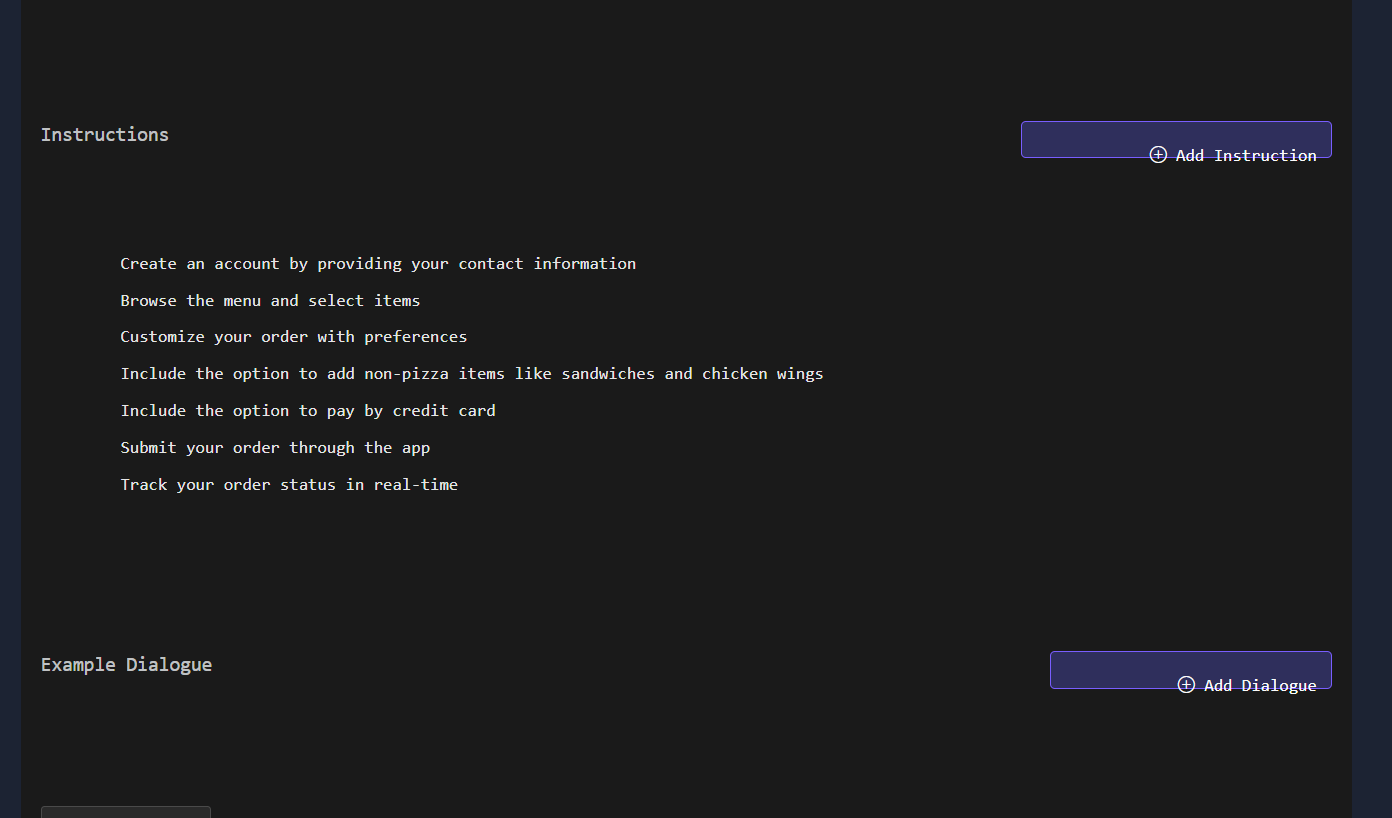 Instructions
Add Instruction
Create an account by providing your contact information
Browse the menu and select items
Customize your order with preferences
Include the option to add non-pizza items like sandwiches and chicken wings
Include the option to pay by credit card
Submit your order through the app
Track your order status in real-time
Example Dialogue
Add Dialogue